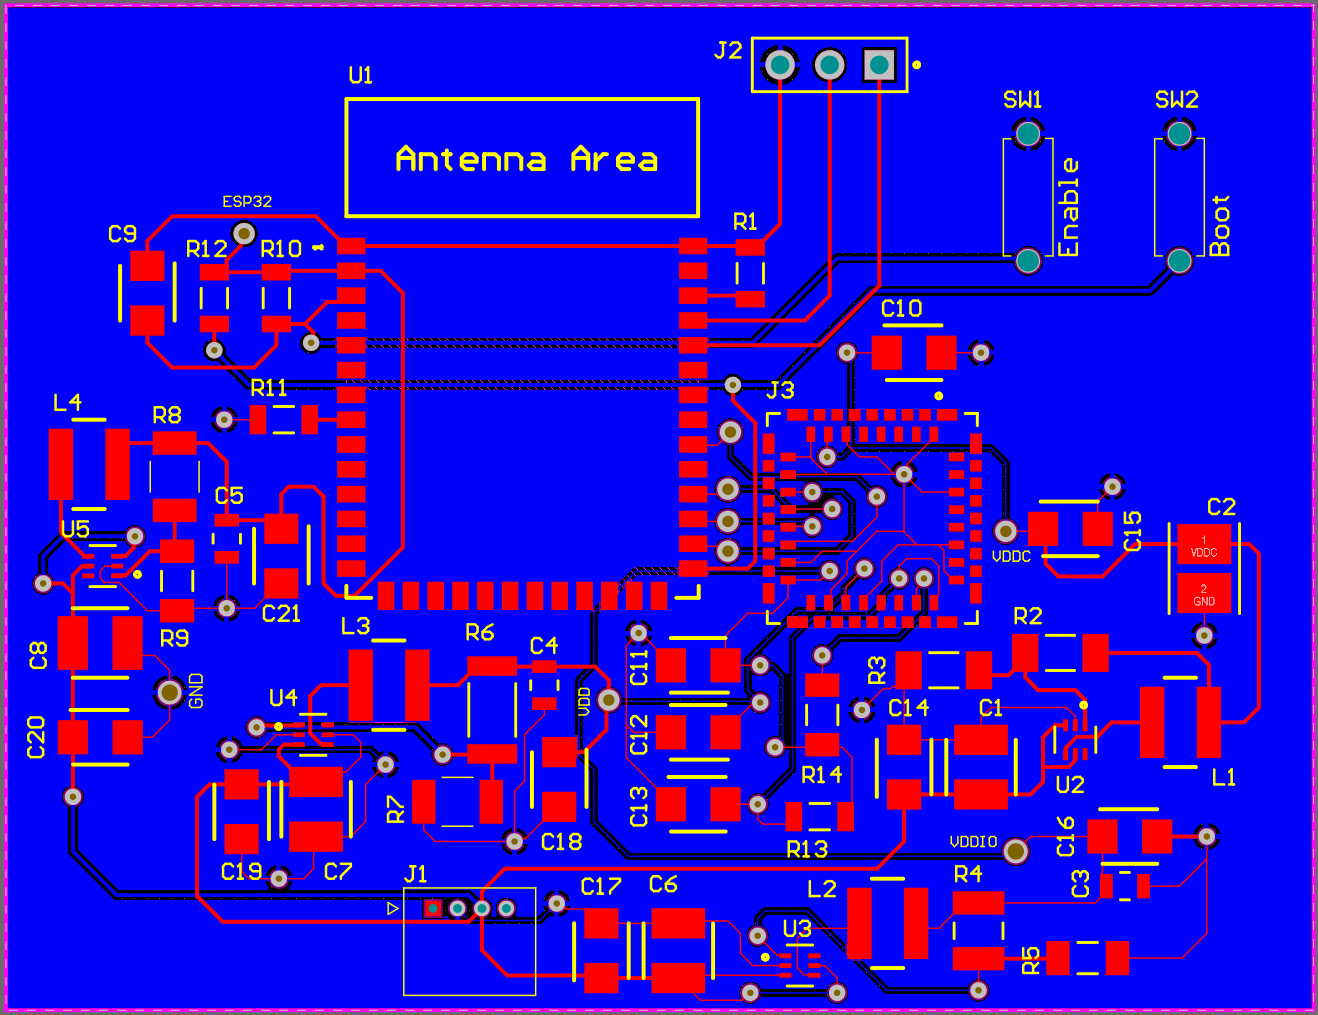 J2
U1
SW1
SW2
Antenna Area
Enable
Boot
ESP32
C9
R12
R10
1
R1
C10
R11
J3
L4
R8
C5
U5
C15
C2
1
VDDC
VDDC
2
GND
C21
L3
R9
C8
R6
C4
C11
R2
R3
GND
U4
VDD
C14
C1
C20
C12
R14
U2
L1
R7
C13
C18
R13
VDDIO
C16
C19
C7
J1
C17
C6
L2
R4
C3
U3
R5